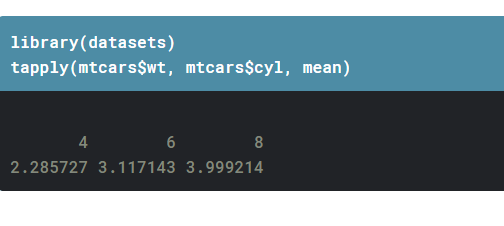 library(datasets)
tapply(mtcars$wt, mtcars$cyl, mean)
4 6 8
2.285727 3.117143 3.999214